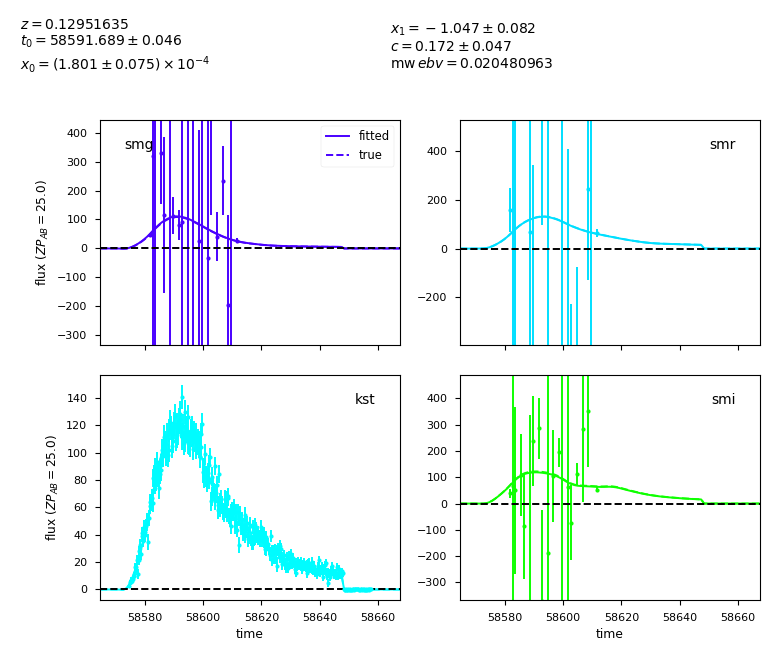 z = 0.12951635
t₀ = 58591.689 ± 0.046
x₀ = (1.801 ± 0.075) × 10⁻⁴
x₁ = −1.047 ± 0.082
c = 0.172 ± 0.047
mw ebv = 0.020480963
smg
fitted
true
400
300
200
100
0
−100
−200
−300
flux (ZP_AB = 25.0)
smr
400
200
0
−200
kst
140
120
100
80
60
40
20
0
flux (ZP_AB = 25.0)
58580 58600 58620 58640 58660
time
smi
400
300
200
100
0
−100
−200
−300
58580 58600 58620 58640 58660
time